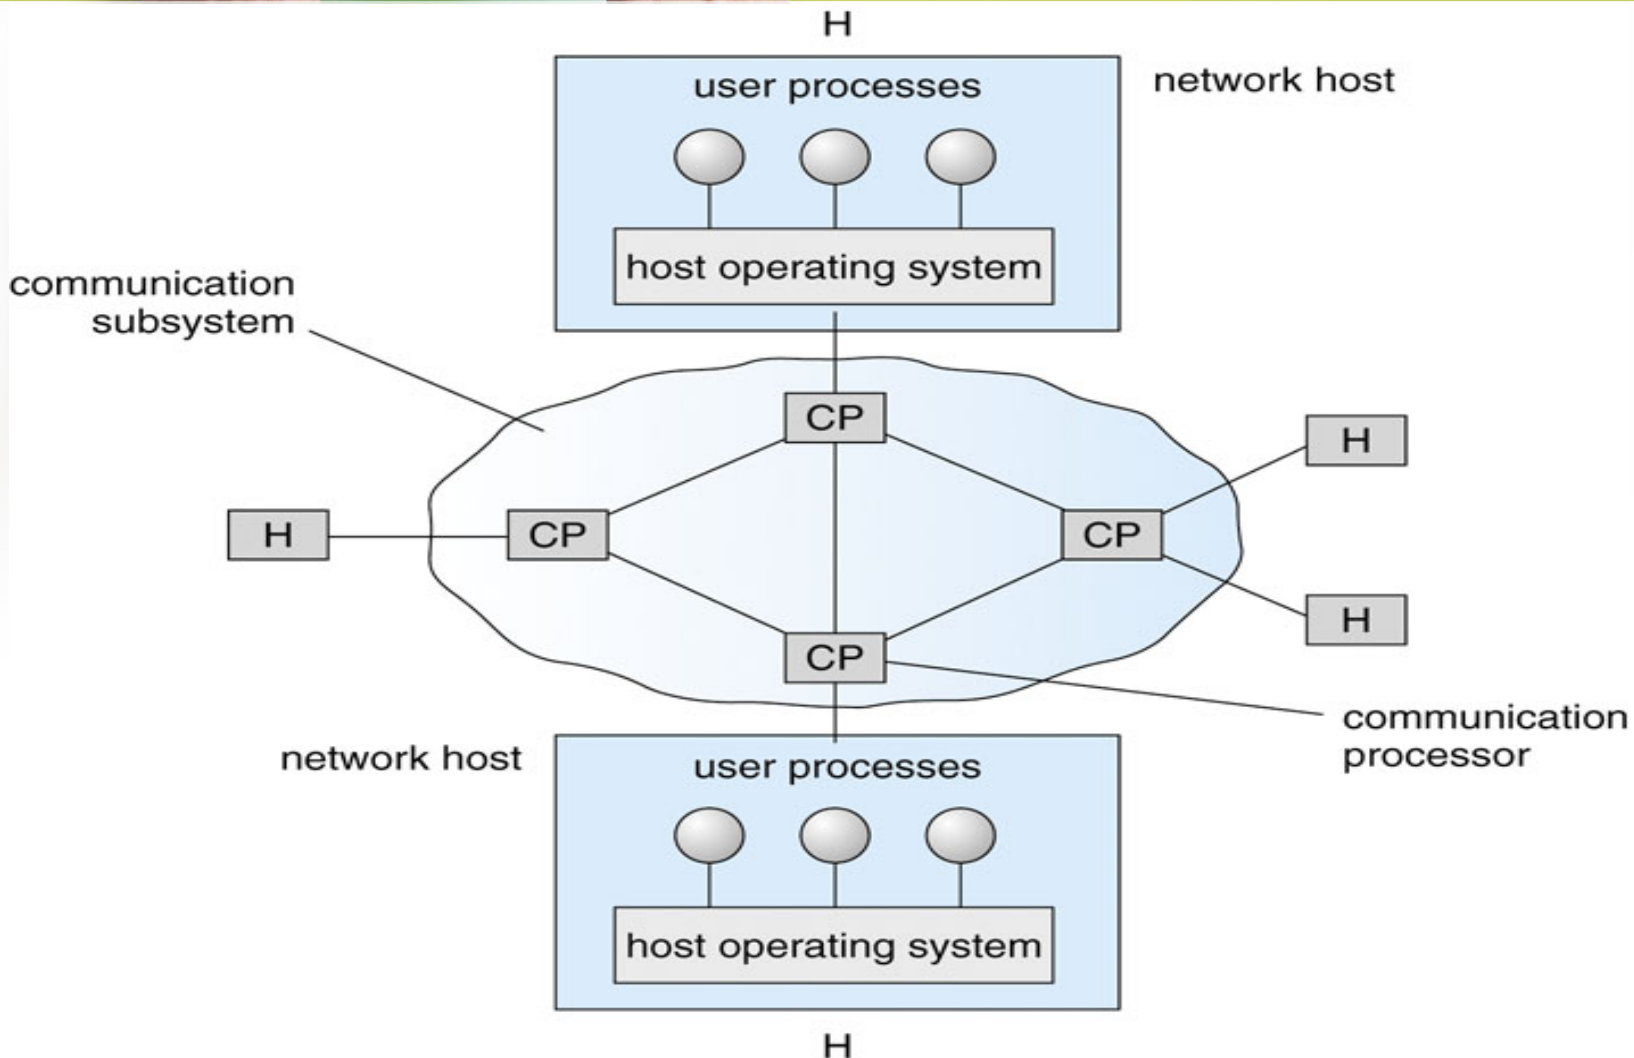 H
user processes
network host
host operating system
communication
subsystem
CP
H
H
CP
CP
H
CP
communication
processor
network host
user processes
host operating system
H